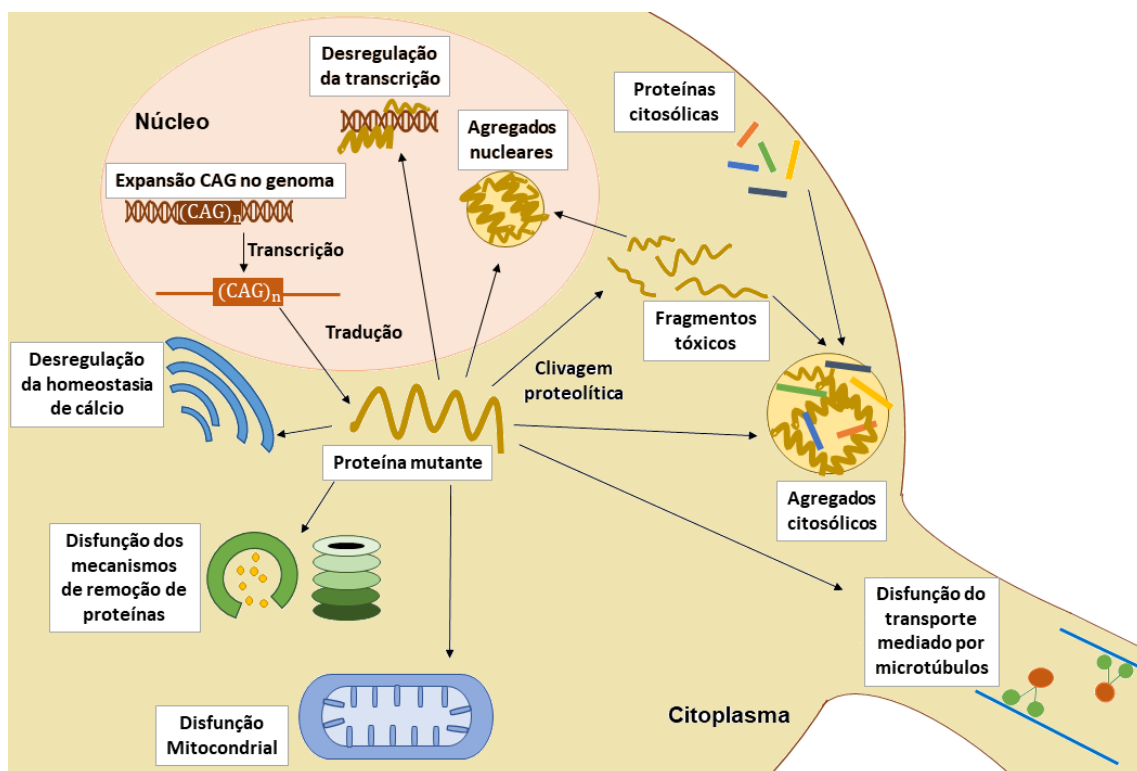 Desregulação
da transcrição
Proteínas
citosólicas
Núcleo
Agregados
nucleares
Expansão CAG no genoma
(CAG)n
Transcrição
(CAG)n
Tradução
Fragmentos
tóxicos
Desregulação
da homeostasia
de cálcio
Clivagem
proteolítica
Proteína mutante
Agregados
citosólicos
Disfunção dos
mecanismos
de remoção de
proteínas
Disfunção do
transporte
mediado por
microtúbulos
Disfunção
Mitocondrial
Citoplasma